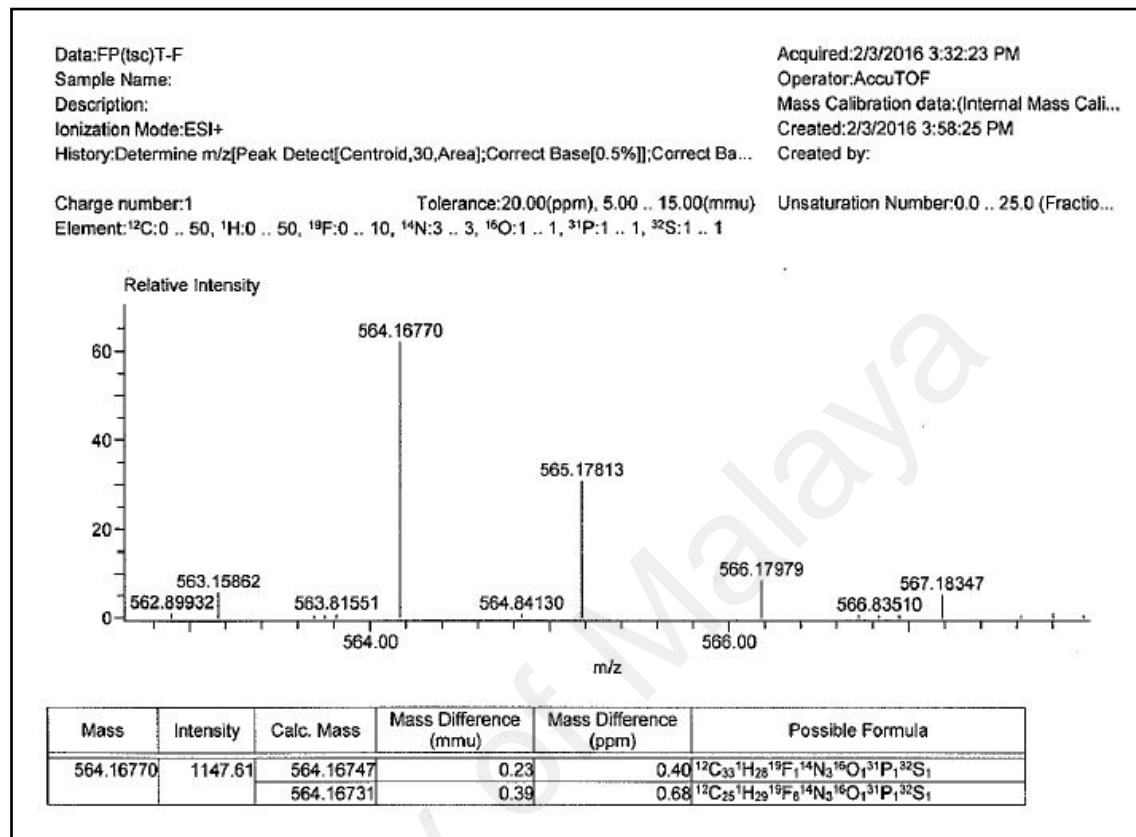 Data:FP(tsc)T-F
Sample Name:
Description:
Ionization Mode:ESI+
History:Determine m/z[Peak Detect[Centroid,30,Area];Correct Base[0.5%]];Correct Ba...
Acquired:2/3/2016 3:32:23 PM
Operator:AccuTOF
Mass Calibration data:(Internal Mass Cali...
Created:2/3/2016 3:58:25 PM
Created by:
Charge number:1 Tolerance:20.00(ppm), 5.00 .. 15.00(mmu) Unsaturation Number:0.0 .. 25.0 (Fractio...
Element:¹²C:0 .. 50, ¹H:0 .. 50, ¹⁹F:0 .. 10, ¹⁴N:3 .. 3, ¹⁶O:1 .. 1, ³¹P:1 .. 1, ³²S:1 .. 1
Relative Intensity
564.16770
60
40
565.17813
20
563.15862 566.17979
562.89932 563.81551 564.84130 566.83510 567.18347
0
564.00 566.00
m/z
Mass Intensity Calc. Mass Mass Difference (mmu) Mass Difference (ppm) Possible Formula
564.16770 1147.61 564.16747 0.23 0.40 ¹²C₃₃¹H₂₈¹⁹F₁¹⁴N₃¹⁶O₁³¹P₁³²S₁
564.16731 0.39 0.68 ¹²C₂₅¹H₂₉¹⁹F₆¹⁴N₃¹⁶O₁³¹P₁³²S₁
of Malaya